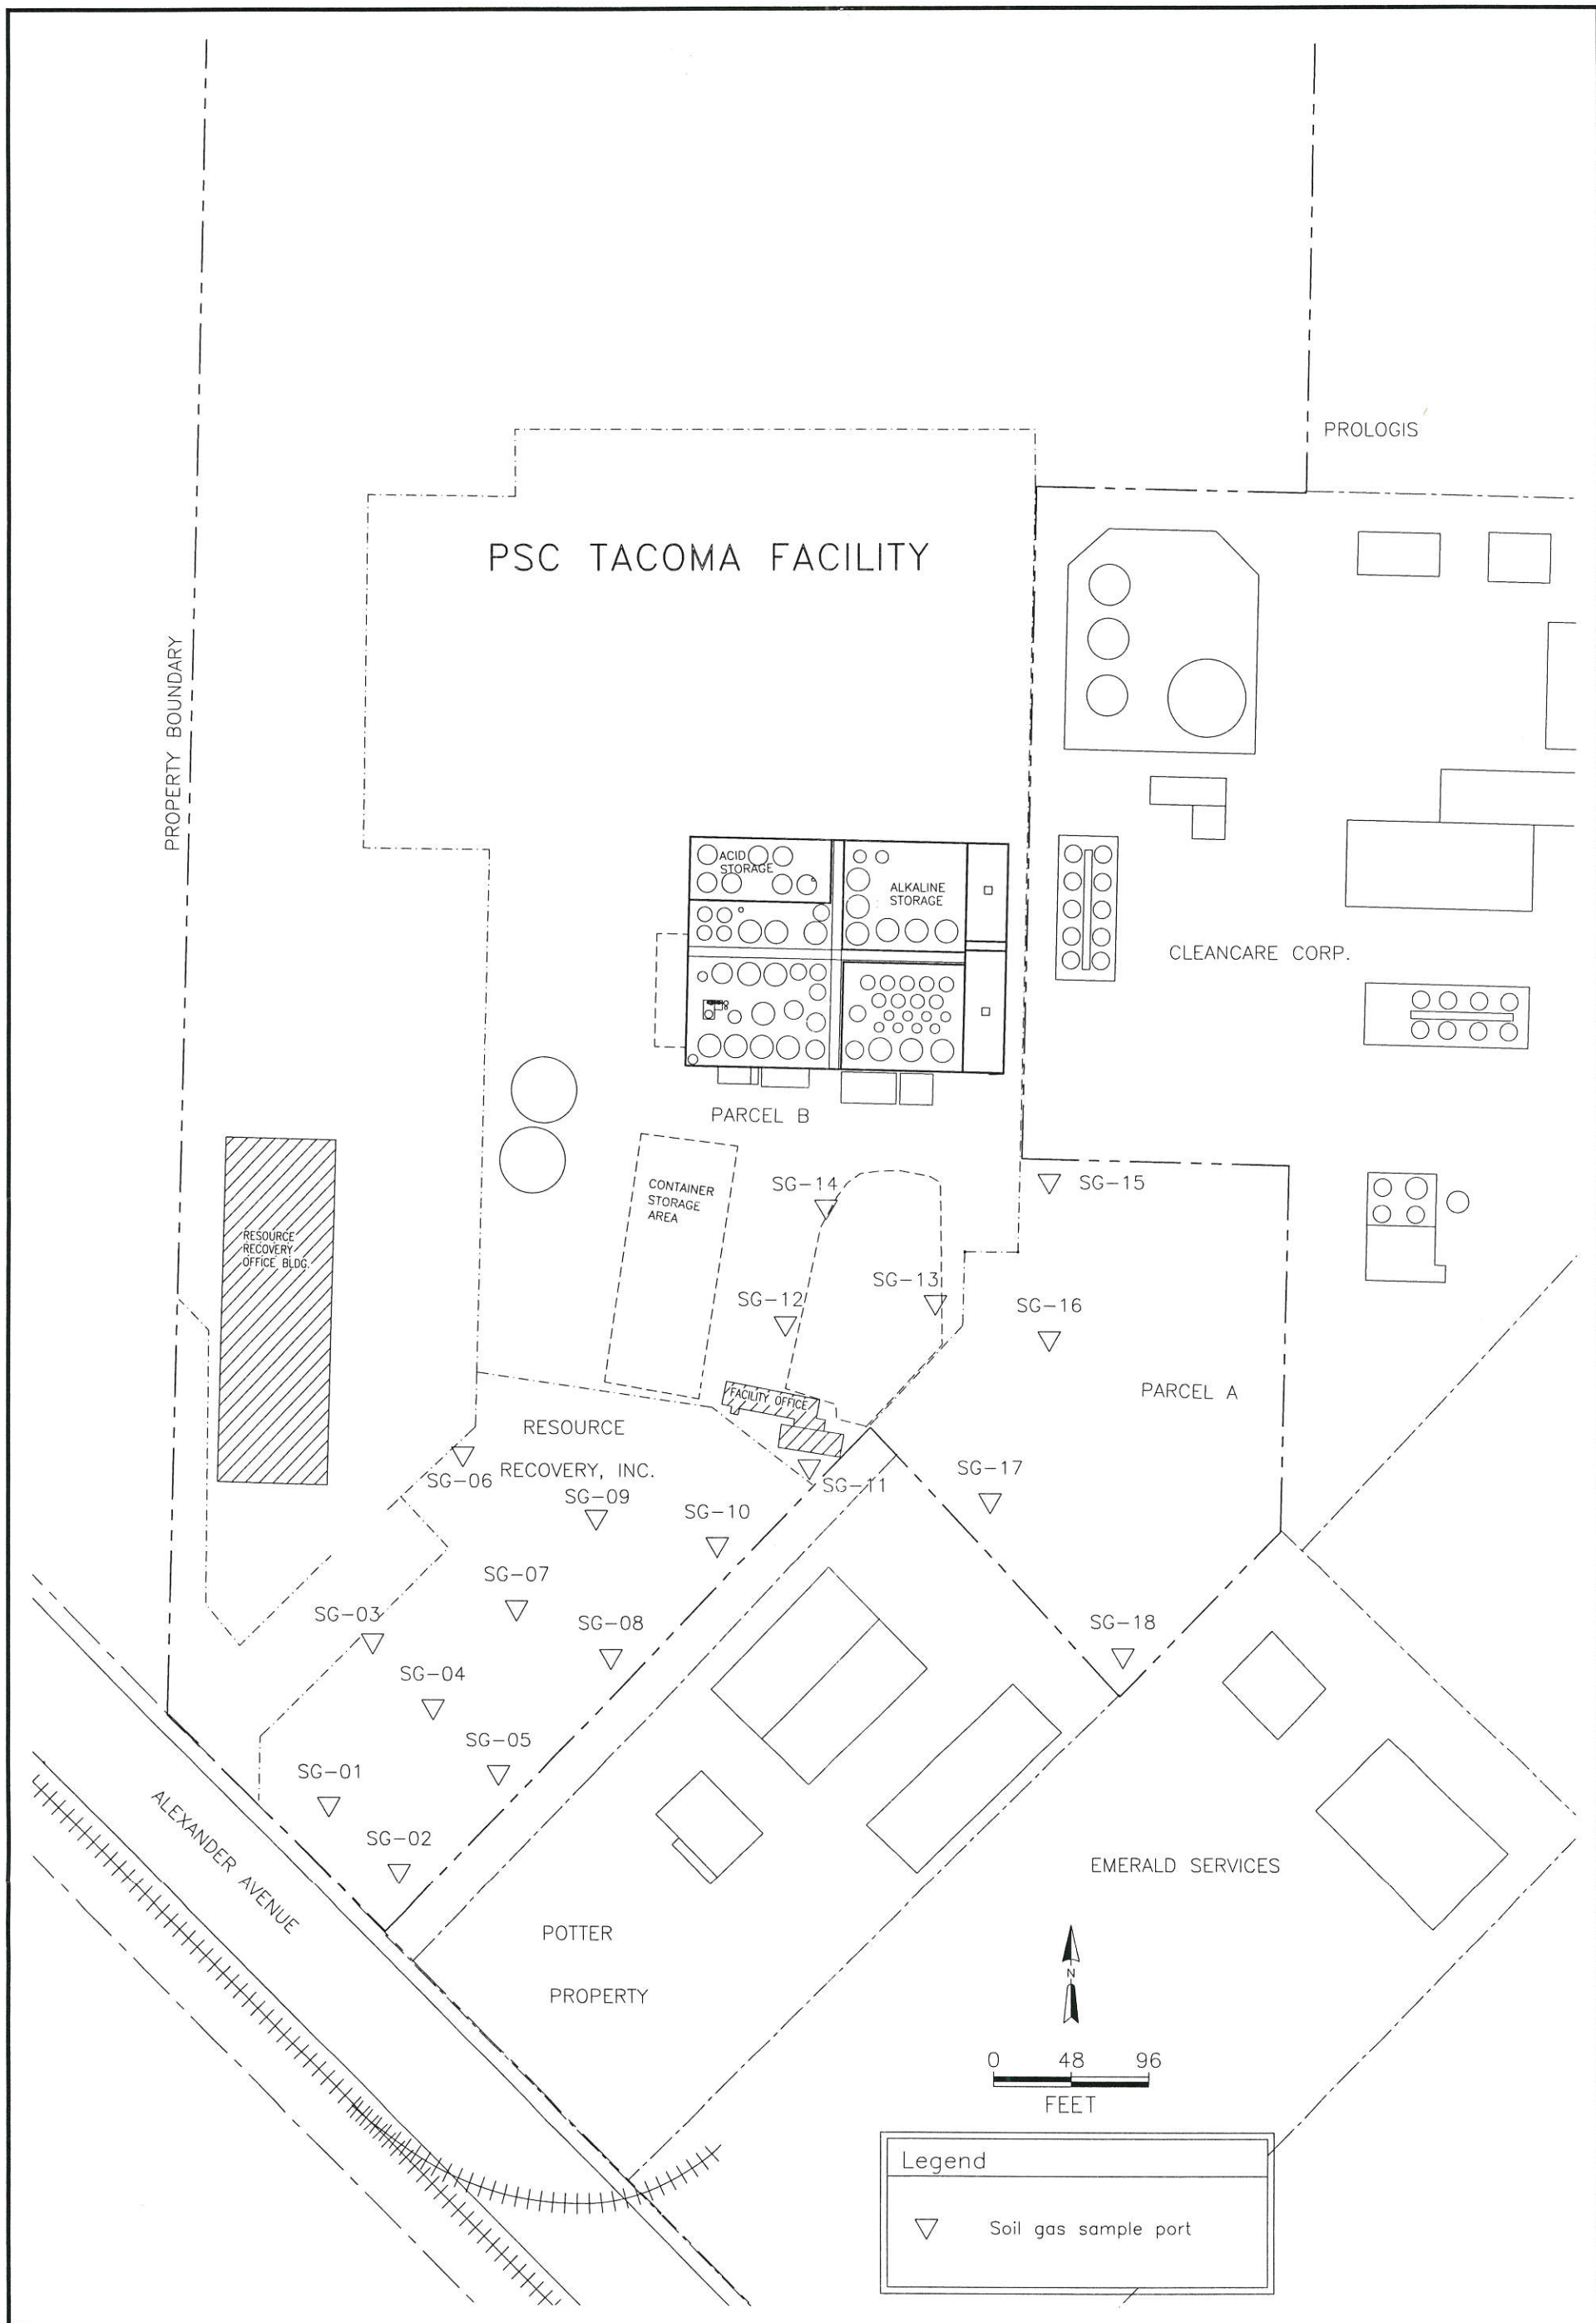 PROLOGIS
PSC TACOMA FACILITY
PROPERTY BOUNDARY
ACID
STORAGE
ALKALINE
STORAGE
CLEANCARE CORP.
PARCEL B
CONTAINER
STORAGE
AREA
SG-14
SG-15
RESOURCE
RECOVERY
OFFICE BLDG.
SG-13
SG-12
SG-16
PARCEL A
FACILITY OFFICE
RESOURCE
RECOVERY, INC.
SG-06
SG-11
SG-17
SG-09
SG-10
SG-07
SG-03
SG-08
SG-18
SG-04
SG-05
SG-01
SG-02
ALEXANDER AVENUE
EMERALD SERVICES
POTTER
PROPERTY
N
0 48 96
FEET
Legend
Soil gas sample port